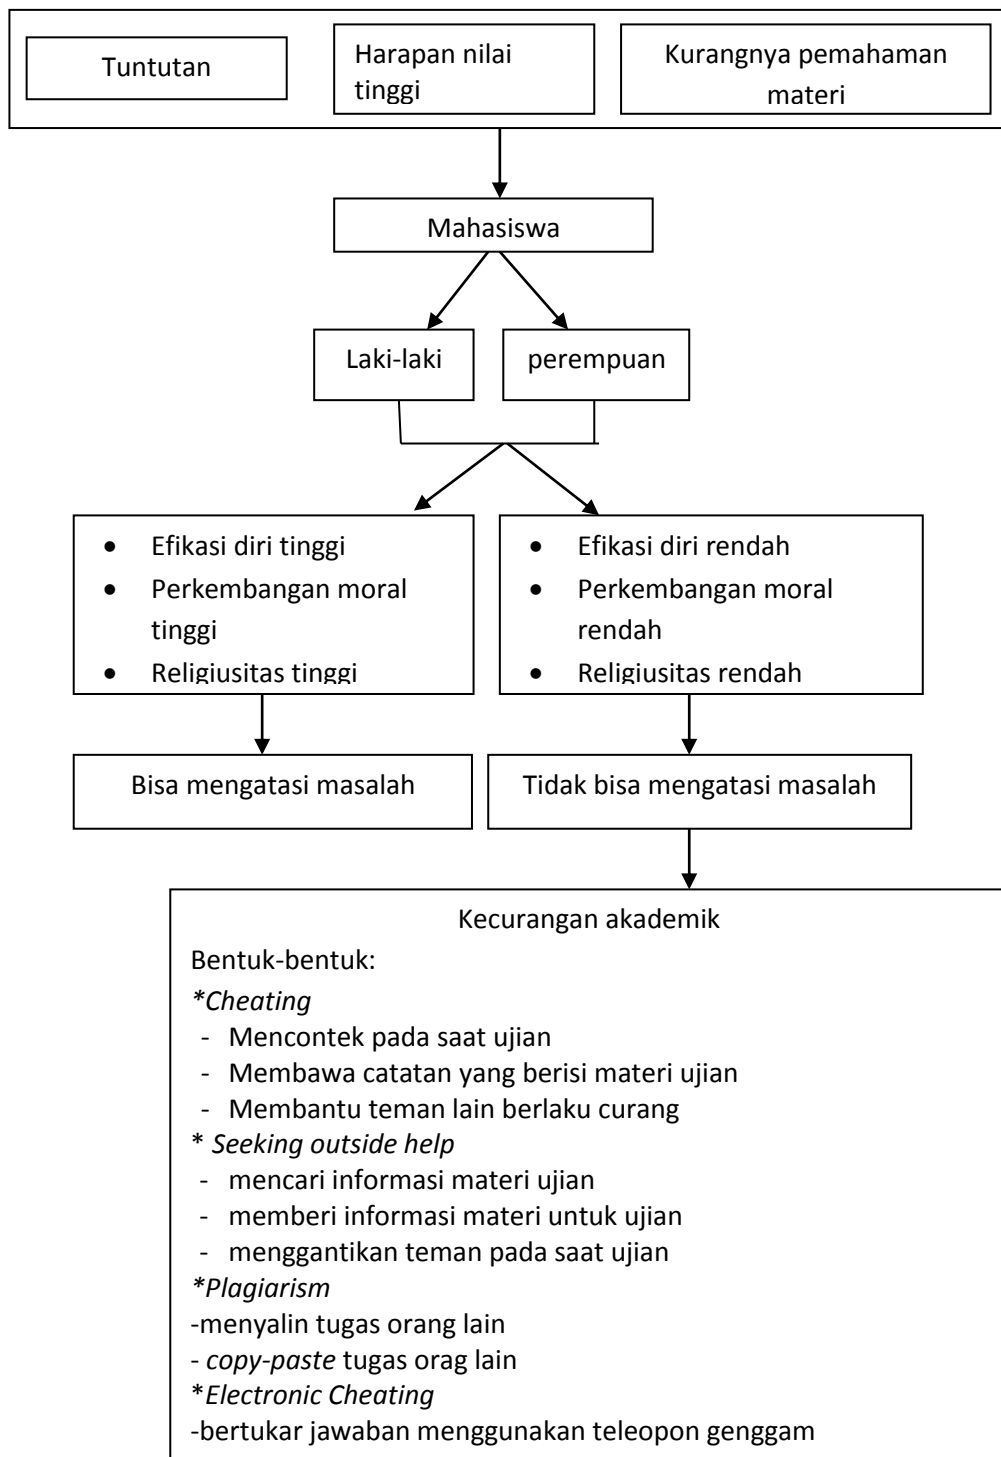 Tuntutan
Harapan nilai
tinggi
Kurangnya pemahaman
materi
Mahasiswa
Laki-laki
perempuan
• Efikasi diri tinggi
• Perkembangan moral
tinggi
• Religiusitas tinggi
• Efikasi diri rendah
• Perkembangan moral
rendah
• Religiusitas rendah
Bisa mengatasi masalah
Tidak bisa mengatasi masalah
Kecurangan akademik
Bentuk-bentuk:
*Cheating
- Mencontek pada saat ujian
- Membawa catatan yang berisi materi ujian
- Membantu teman lain berlaku curang
* Seeking outside help
- mencari informasi materi ujian
- memberi informasi materi untuk ujian
- menggantikan teman pada saat ujian
*Plagiarism
-menyalin tugas orang lain
- copy-paste tugas orag lain
*Electronic Cheating
-bertukar jawaban menggunakan teleopon genggam